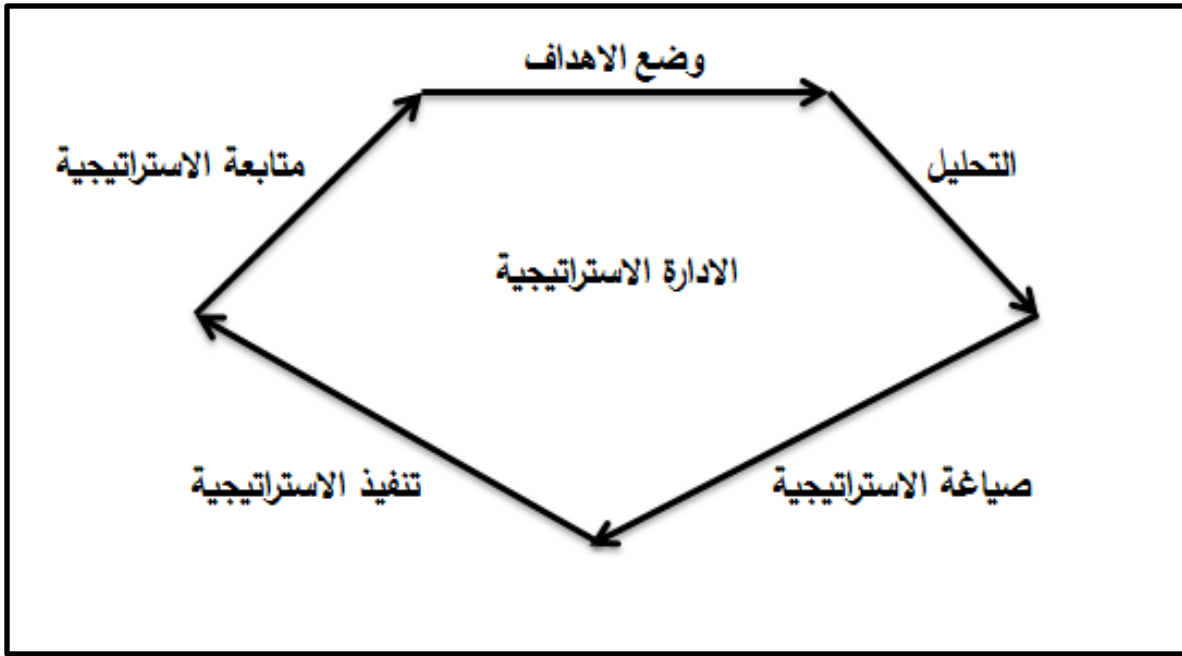 وضع الاهداف
متابعة الاستراتيجية
التحليل
الادارة الاستراتيجية
تنفيذ الاستراتيجية
صياغة الاستراتيجية